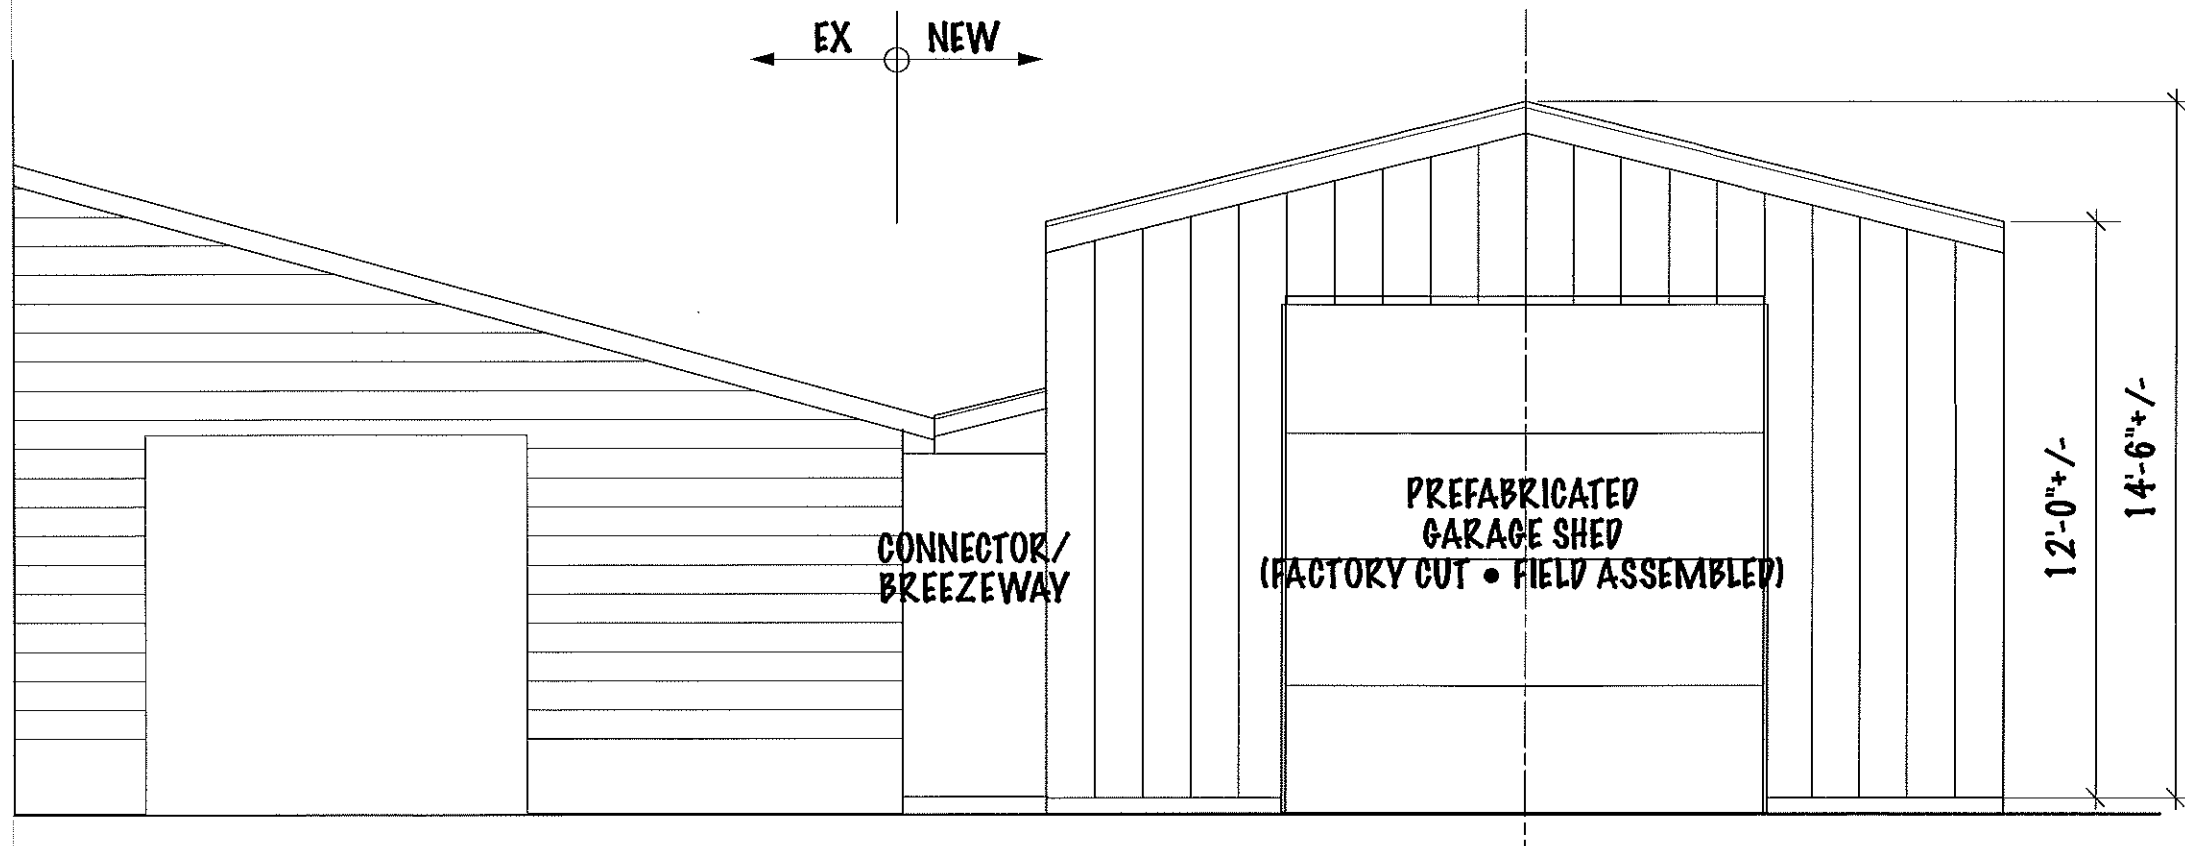 EX NEW
CONNECTOR/
BREEZEWAY
PREFABRICATED
GARAGE SHED
(FACTORY CUT • FIELD ASSEMBLED)
12'-0"+/-
14'-6"+/-